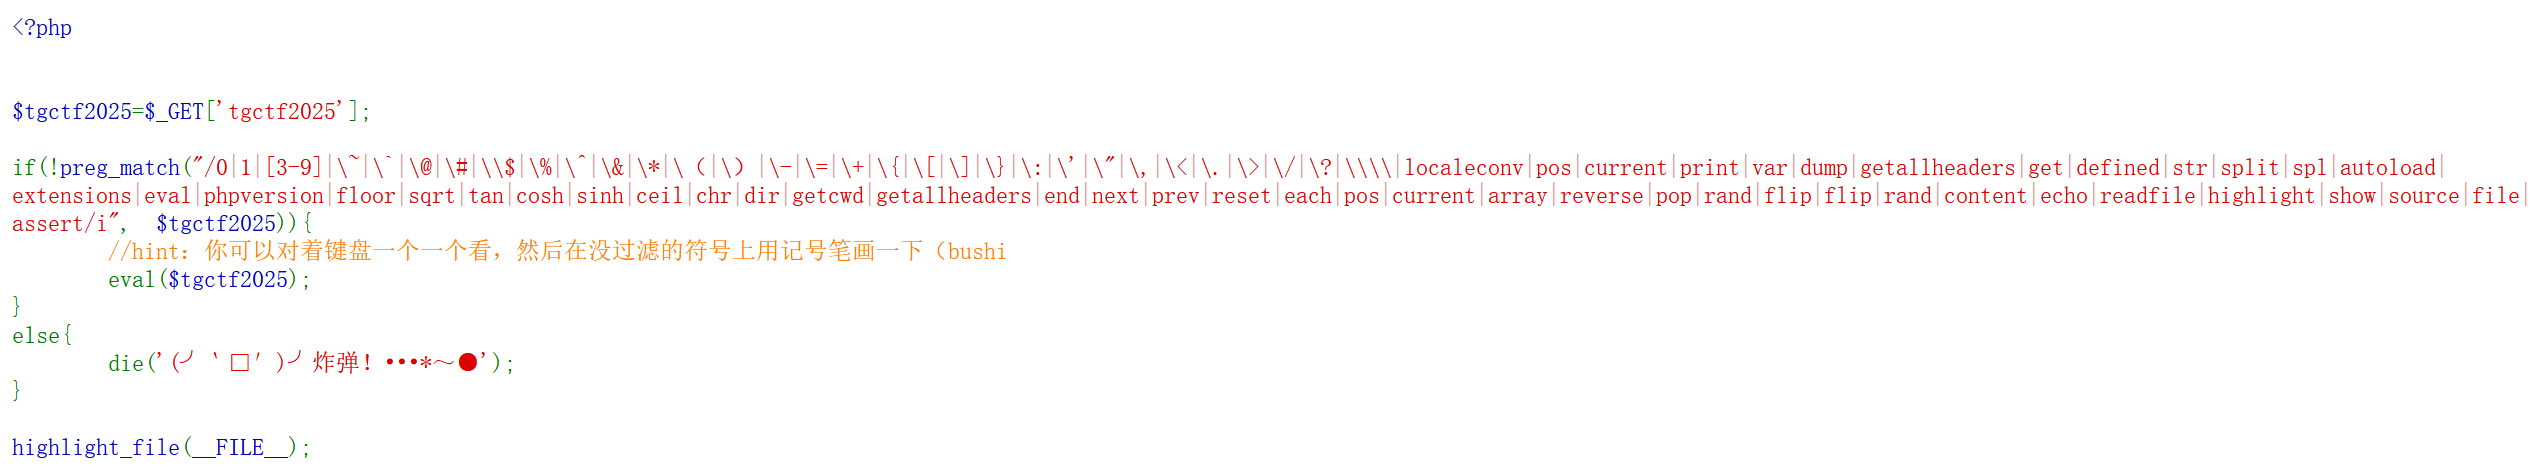 <?php
$tgctf2025=$_GET['tgctf2025'];
if(!preg_match("/0|1|[3-9]|\~|\`|\@|\#|\\$|\%|\^|\&|\*|\（|\）|\-|\=|\+|\{|\[|\]|\}|\:|\'|\"|\,|\<|\.|\>|\/|\?|\\\\|localeconv|pos|current|print|var|dump|getallheaders|get|defined|str|split|spl|autoload|
extensions|eval|phpversion|floor|sqrt|tan|cosh|sinh|ceil|chr|dir|getcwd|getallheaders|end|next|prev|reset|each|pos|current|array|reverse|pop|rand|flip|flip|rand|content|echo|readfile|highlight|show|source|file|
assert/i", $tgctf2025)){
//hint：你可以对着键盘一个一个看，然后在没过滤的符号上用记号笔画一下（bushi
eval($tgctf2025);
}
else{
die('(╯‵□′)╯炸弹！•••*～●');
}
highlight_file(__FILE__);